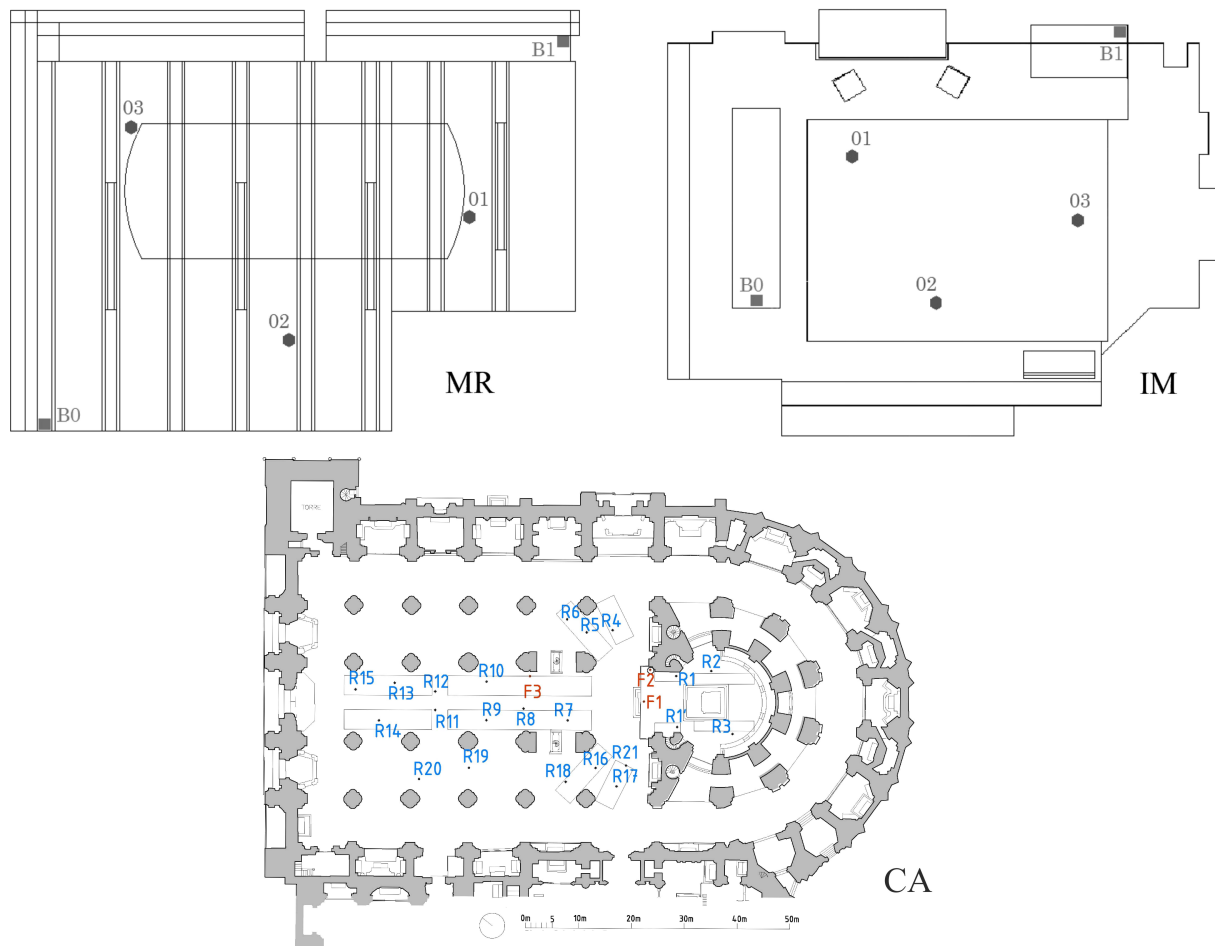 B1
03
01
02
B0
MR
B1
01
03
B0
02
IM
TORRE
R6
R5
R4
R15
R13
R12
R10
F3
F2
R1
R2
F1
R14
R11
R9
R8
R7
R1'
R3
R20
R19
R18
R16
R21
R17
CA
0m 5 10m 20m 30m 40m 50m